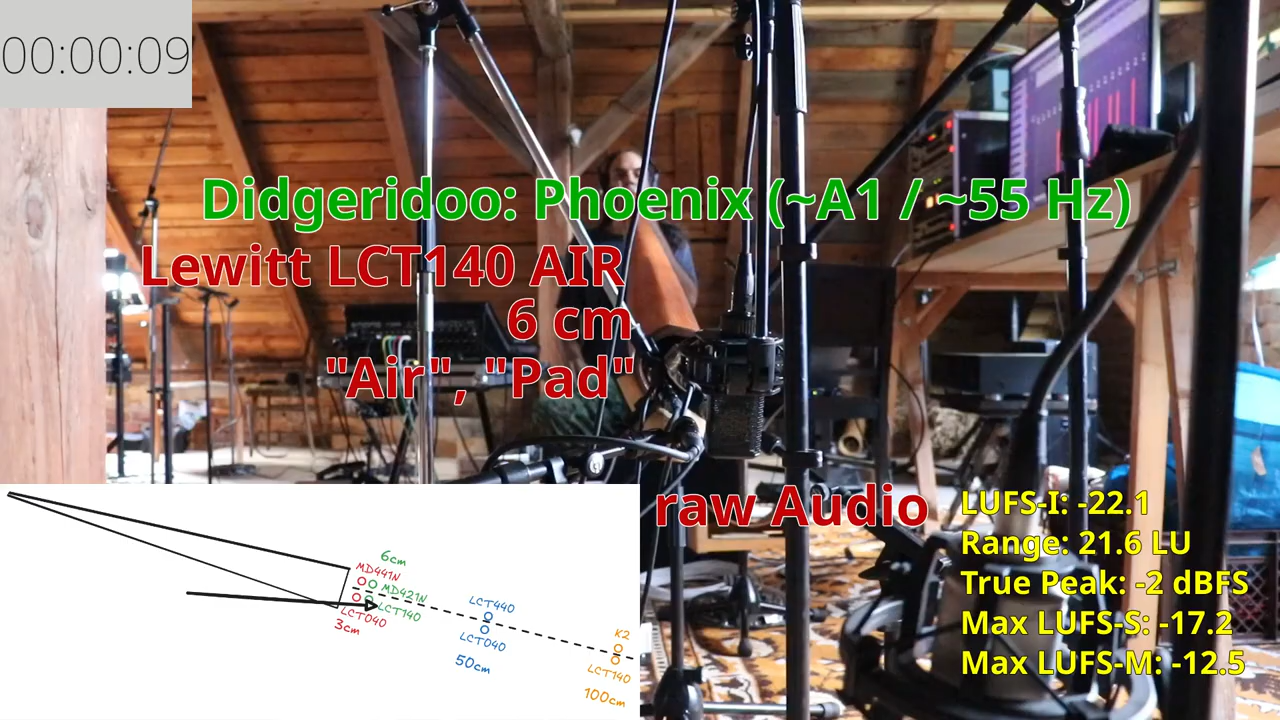 00:00:09
Didgeridoo: Phoenix (~A1 / ~55 Hz)
Lewitt LCT140 AIR
6 cm
"Air", "Pad"
raw Audio
LUFS-I: -22.1
Range: 21.6 LU
True Peak: -2 dBFS
Max LUFS-S: -17.2
Max LUFS-M: -12.5
6cm
MD441N
MD421N
LCT140
LCT040
3cm
LCT440
LCT040
50cm
K2
LCT140
100cm